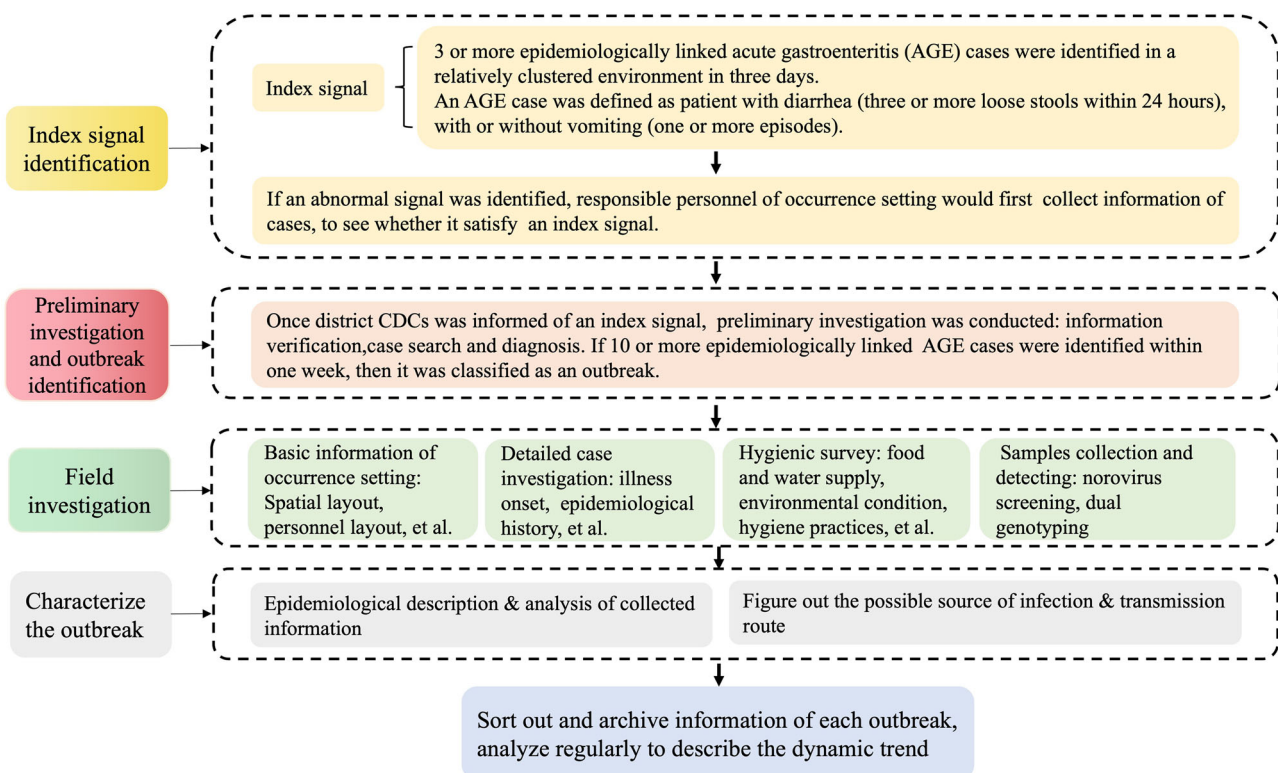 Index signal
identification
Index signal
3 or more epidemiologically linked acute gastroenteritis (AGE) cases were identified in a
relatively clustered environment in three days.
An AGE case was defined as patient with diarrhea (three or more loose stools within 24 hours),
with or without vomiting (one or more episodes).
If an abnormal signal was identified, responsible personnel of occurrence setting would first collect information of
cases, to see whether it satisfy an index signal.
Preliminary
investigation
and outbreak
identification
Once district CDCs was informed of an index signal, preliminary investigation was conducted: information
verification,case search and diagnosis. If 10 or more epidemiologically linked AGE cases were identified within
one week, then it was classified as an outbreak.
Field
investigation
Basic information of
occurrence setting:
Spatial layout,
personnel layout, et al.
Detailed case
investigation: illness
onset, epidemiological
history, et al.
Hygienic survey: food
and water supply,
environmental condition,
hygiene practices, et al.
Samples collection and
detecting: norovirus
screening, dual
genotyping
Characterize
the outbreak
Epidemiological description & analysis of collected
information
Figure out the possible source of infection & transmission
route
Sort out and archive information of each outbreak,
analyze regularly to describe the dynamic trend